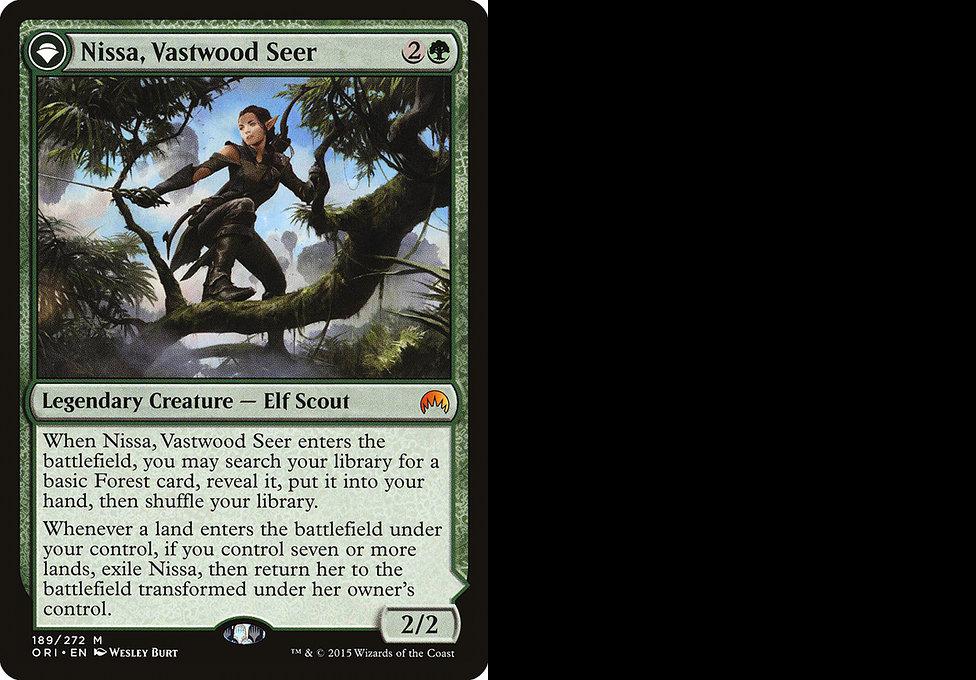 Nissa, Vastwood Seer 2
Legendary Creature — Elf Scout
When Nissa, Vastwood Seer enters the
battlefield, you may search your library for a
basic Forest card, reveal it, put it into your
hand, then shuffle your library.
Whenever a land enters the battlefield under
your control, if you control seven or more
lands, exile Nissa, then return her to the
battlefield transformed under her owner's
control.
2/2
189/272 M
ORI • EN Wesley Burt
™ & © 2015 Wizards of the Coast